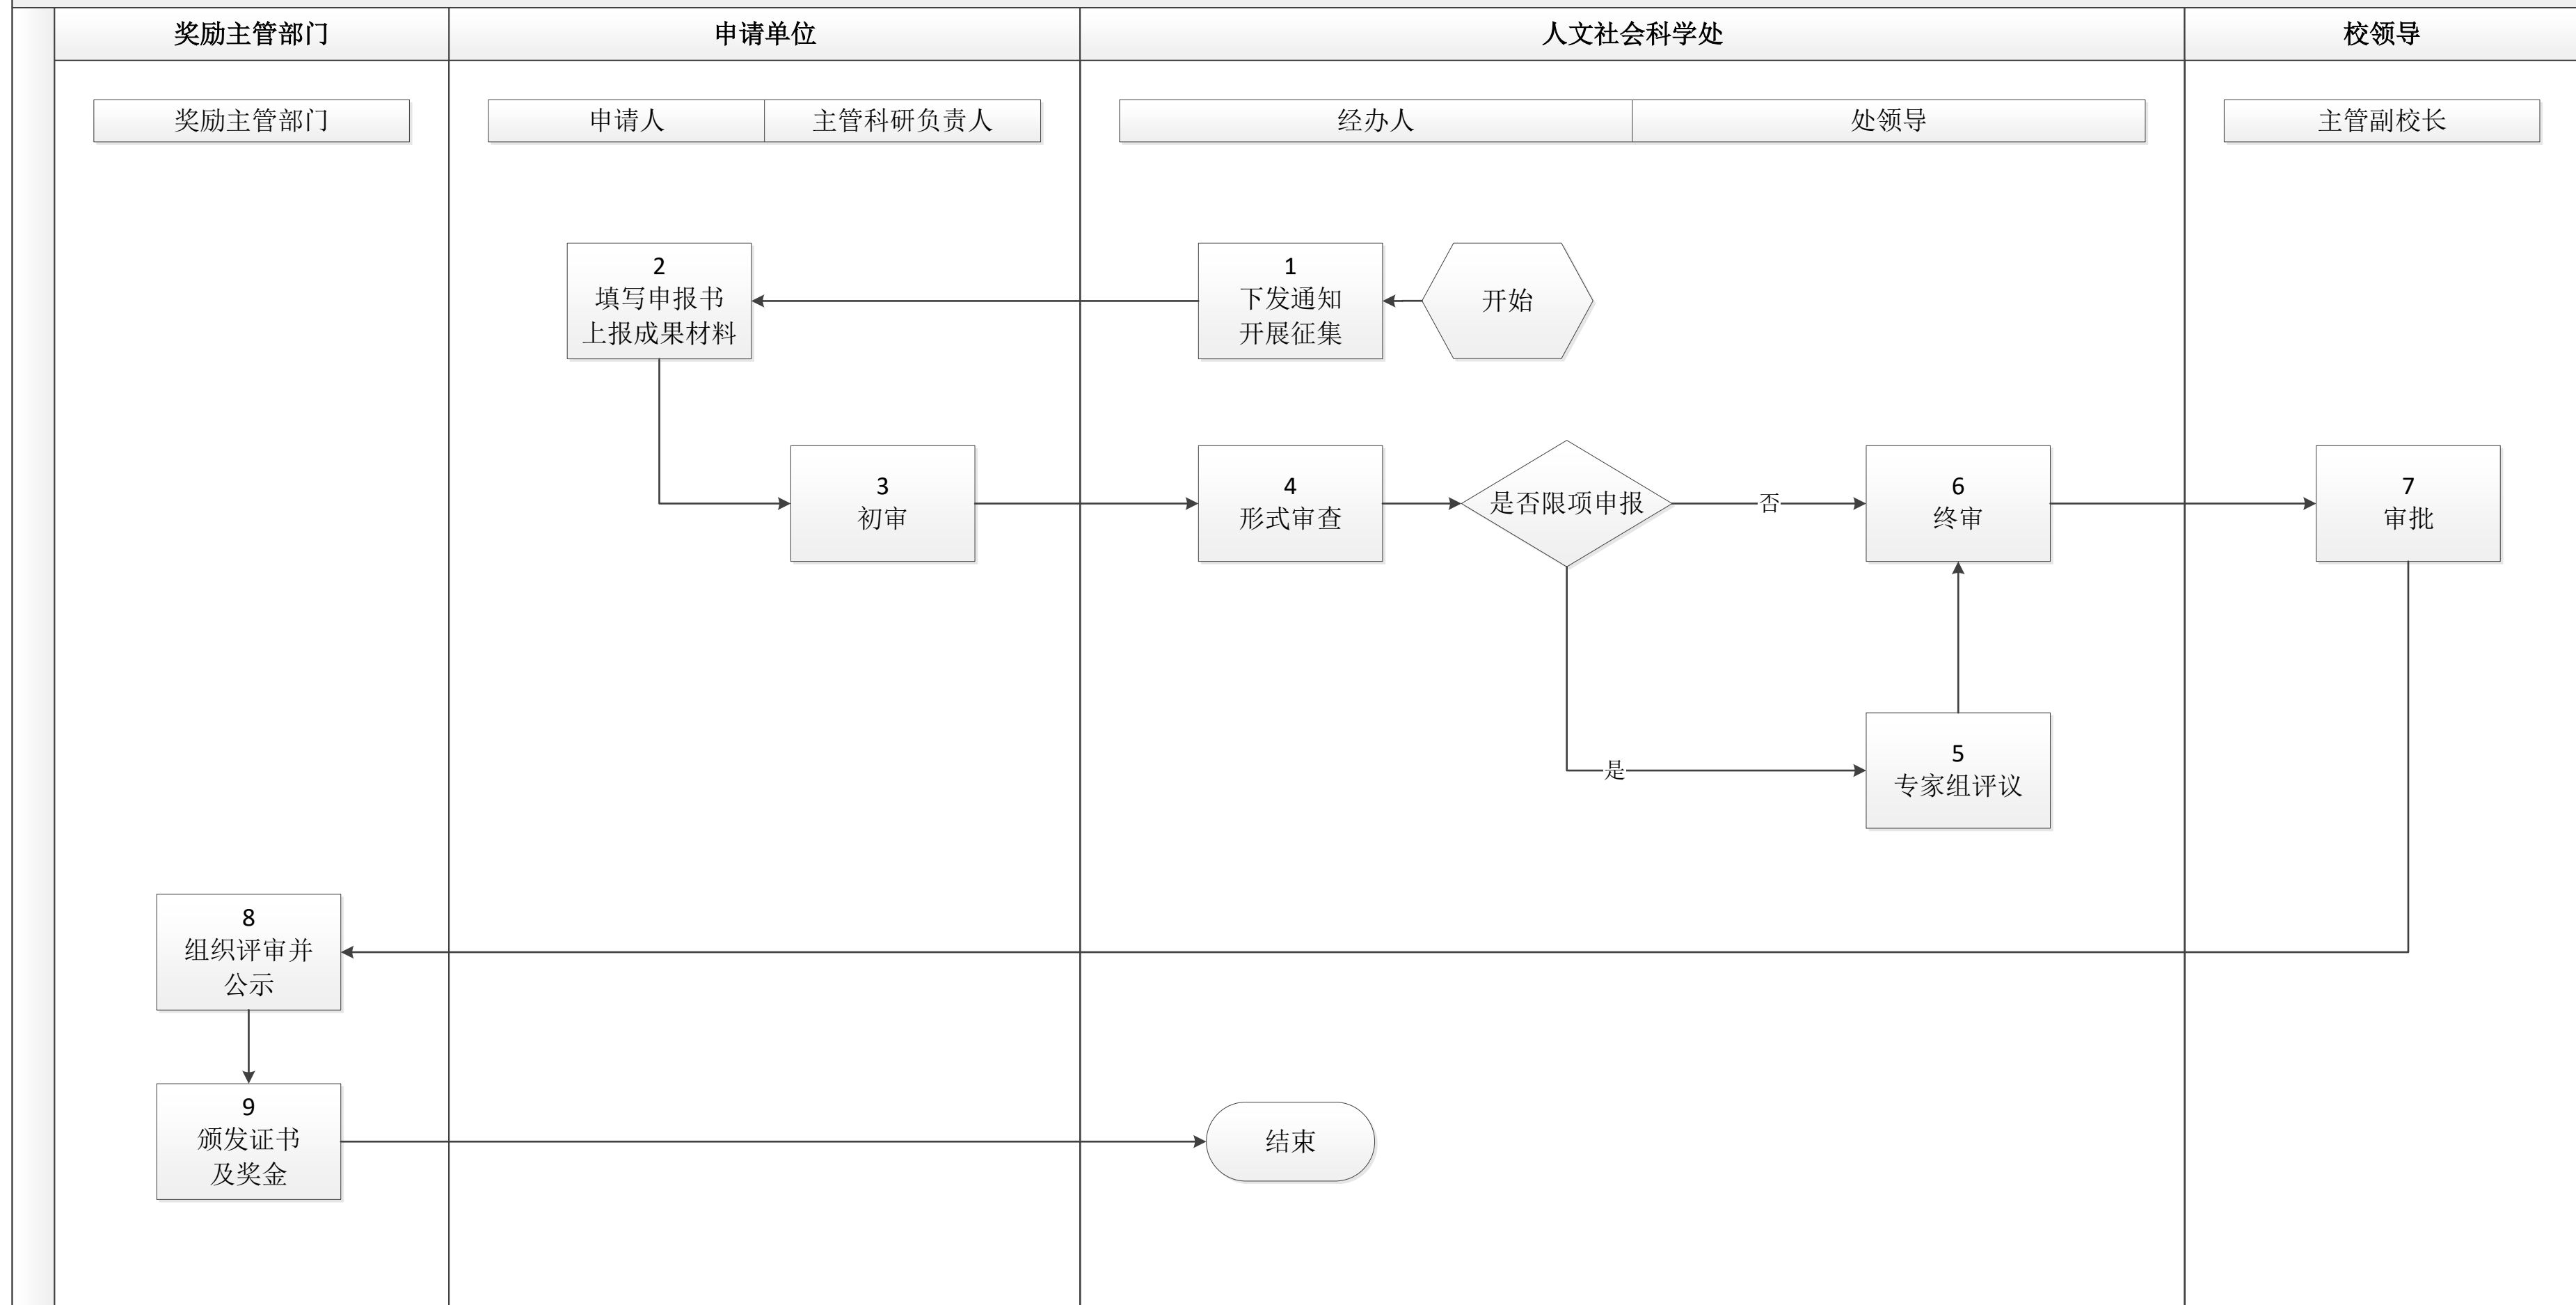 奖励主管部门
申请单位
人文社会科学处
校领导
奖励主管部门
申请人
主管科研负责人
经办人
处领导
主管副校长
2
填写申报书
上报成果材料
1
下发通知
开展征集
开始
3
初审
4
形式审查
是否限项申报
否
6
终审
7
审批
是
5
专家组评议
8
组织评审并
公示
9
颁发证书
及奖金
结束